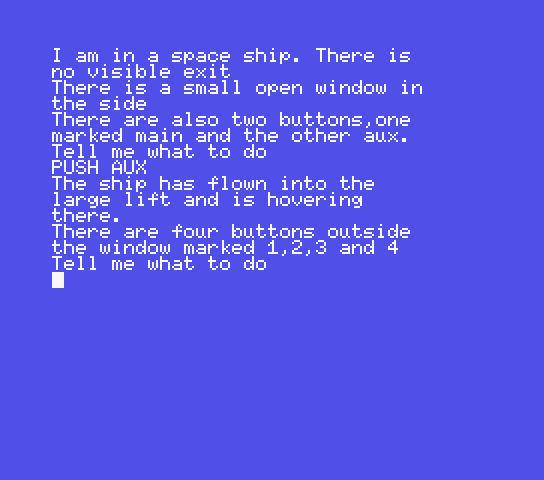 I am in a space ship. There is
no visible exit
There is a small open window in
the side
There are also two buttons,one
marked main and the other aux.
Tell me what to do
PUSH AUX
The ship has flown into the
large lift and is hovering
there.
There are four buttons outside
the window marked 1,2,3 and 4
Tell me what to do